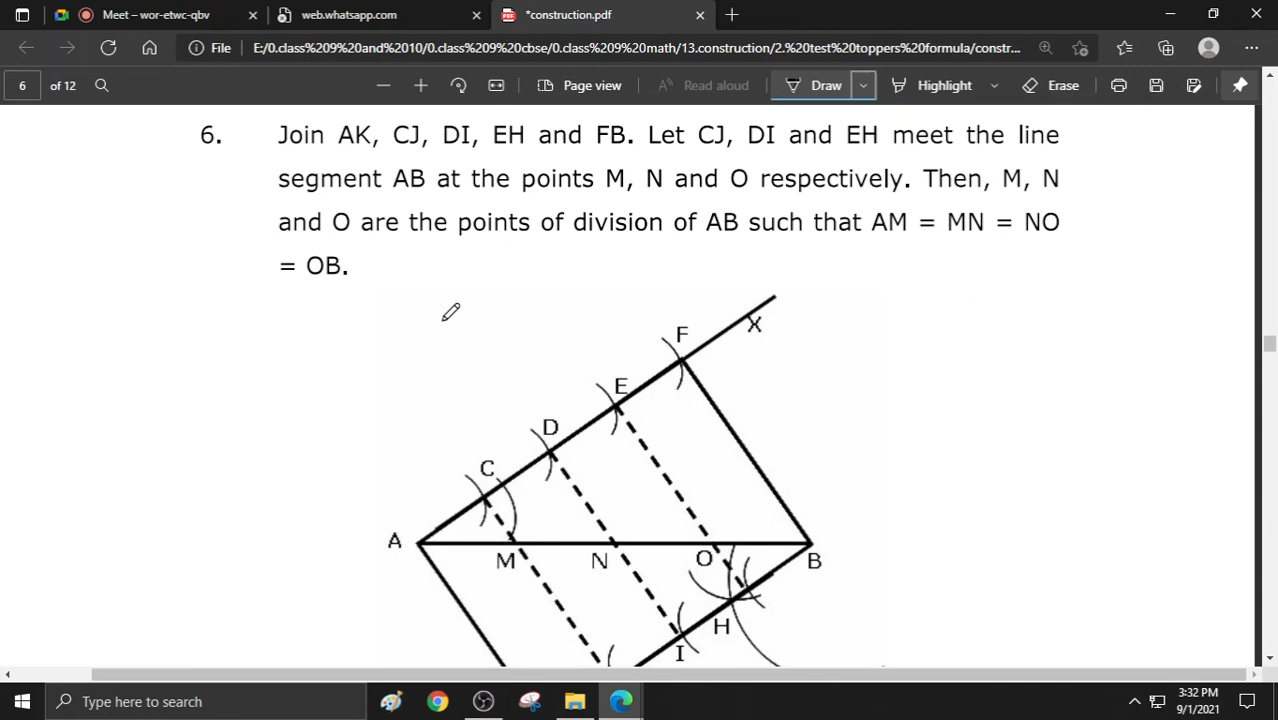 Meet – wor-etwc-qbv
web.whatsapp.com
*construction.pdf
File
E:/0.class%209%20and%2010/0.class%209%20cbse/0.class%209%20math/13.construction/2.%20test%20toppers%20formula/constr...
6
of 12
Page view
Read aloud
Draw
Highlight
Erase
6. Join AK, CJ, DI, EH and FB. Let CJ, DI and EH meet the line
segment AB at the points M, N and O respectively. Then, M, N
and O are the points of division of AB such that AM = MN = NO
= OB.
X
F
E
D
C
A
M
N
O
B
H
I
Type here to search
3:32 PM
9/1/2021